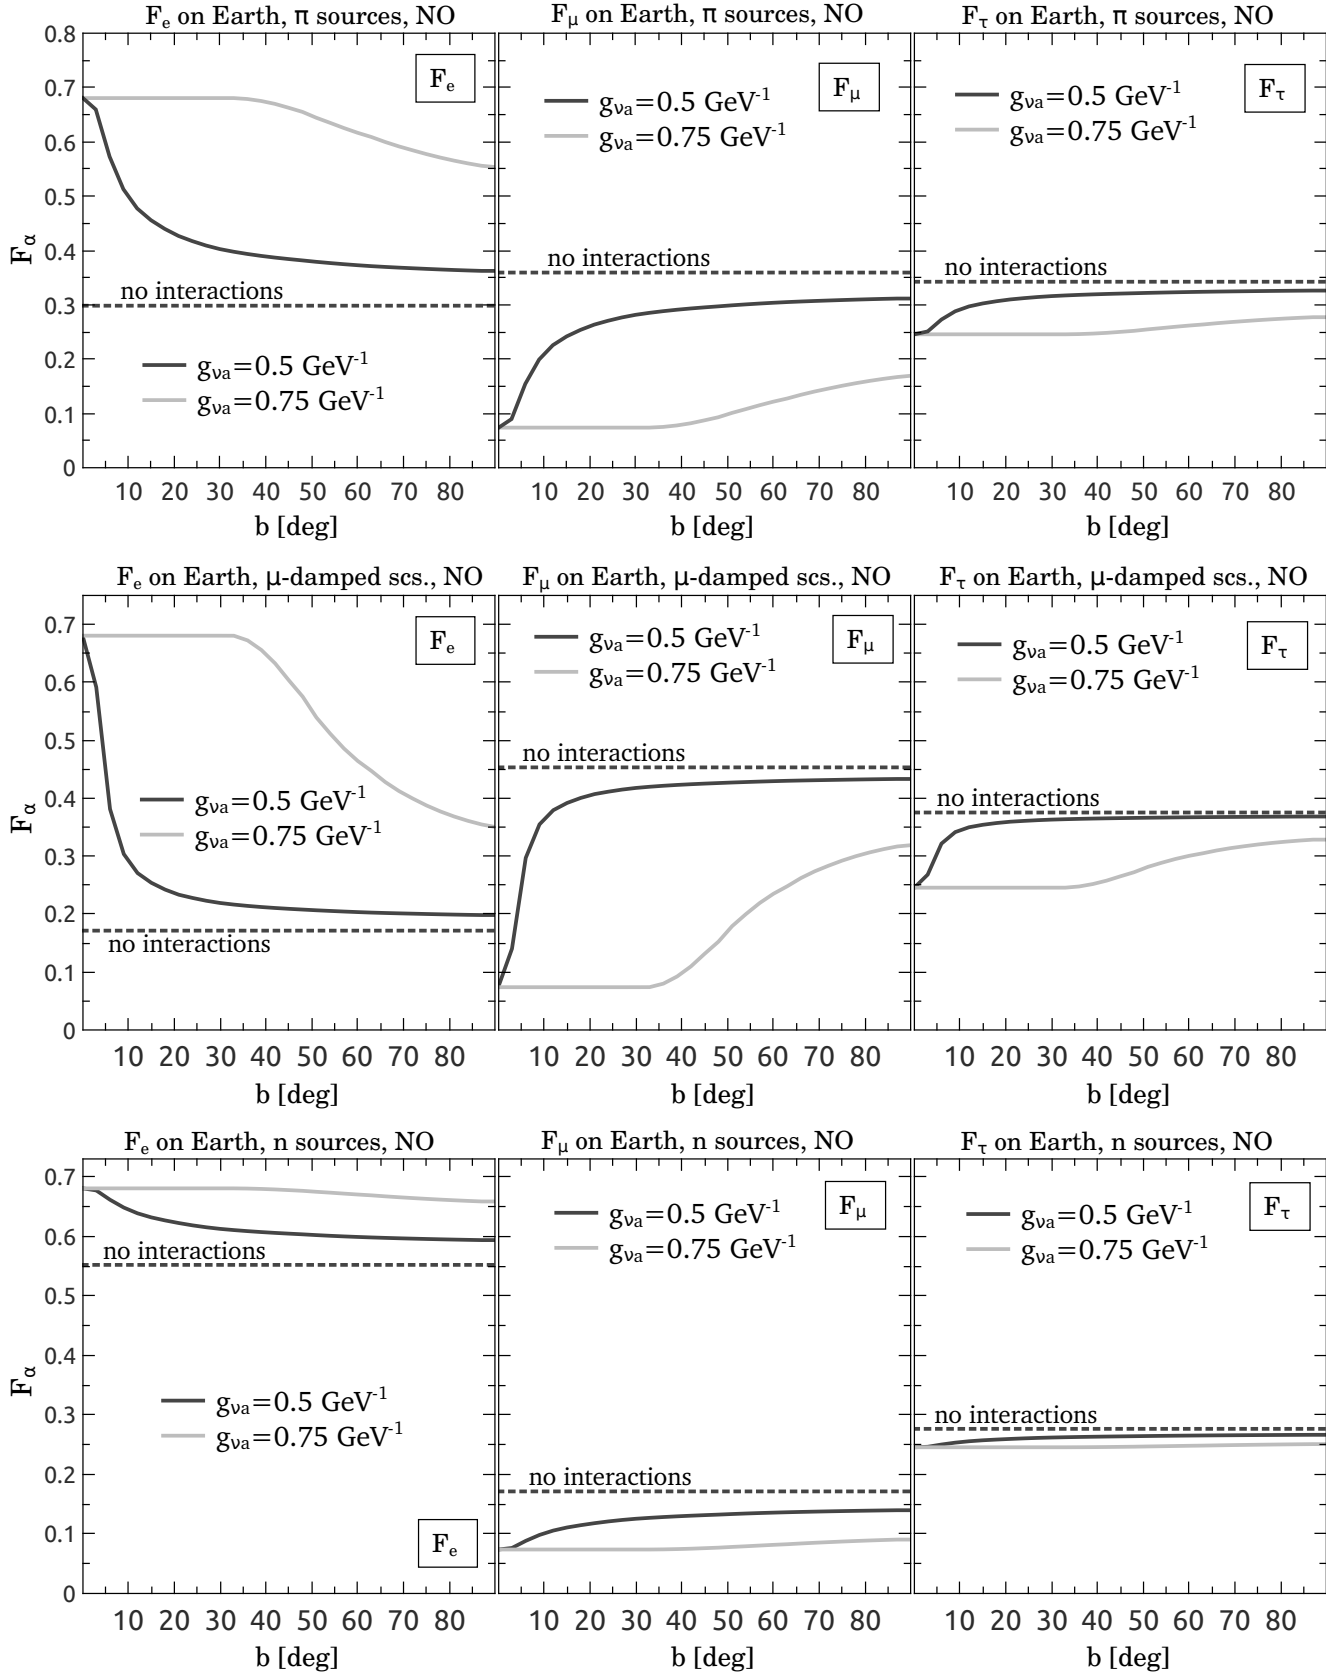 F_e on Earth, π sources, NO
F_μ on Earth, π sources, NO
F_τ on Earth, π sources, NO
0.8
0.7
0.6
0.5
0.4
0.3
0.2
0.1
0
F_α
F_e
no interactions
g_νa=0.5 GeV^-1
g_νa=0.75 GeV^-1
10 20 30 40 50 60 70 80
b [deg]
F_μ
g_νa=0.5 GeV^-1
g_νa=0.75 GeV^-1
no interactions
10 20 30 40 50 60 70 80
b [deg]
F_τ
g_νa=0.5 GeV^-1
g_νa=0.75 GeV^-1
no interactions
10 20 30 40 50 60 70 80
b [deg]
F_e on Earth, μ-damped scs., NO
F_μ on Earth, μ-damped scs., NO
F_τ on Earth, μ-damped scs., NO
0.7
0.6
0.5
0.4
0.3
0.2
0.1
0
F_α
F_e
g_νa=0.5 GeV^-1
g_νa=0.75 GeV^-1
no interactions
10 20 30 40 50 60 70 80
b [deg]
F_μ
g_νa=0.5 GeV^-1
g_νa=0.75 GeV^-1
no interactions
10 20 30 40 50 60 70 80
b [deg]
F_τ
g_νa=0.5 GeV^-1
g_νa=0.75 GeV^-1
no interactions
10 20 30 40 50 60 70 80
b [deg]
F_e on Earth, n sources, NO
F_μ on Earth, n sources, NO
F_τ on Earth, n sources, NO
0.7
0.6
0.5
0.4
0.3
0.2
0.1
0
F_α
no interactions
g_νa=0.5 GeV^-1
g_νa=0.75 GeV^-1
F_e
10 20 30 40 50 60 70 80
b [deg]
F_μ
g_νa=0.5 GeV^-1
g_νa=0.75 GeV^-1
no interactions
10 20 30 40 50 60 70 80
b [deg]
F_τ
g_νa=0.5 GeV^-1
g_νa=0.75 GeV^-1
no interactions
10 20 30 40 50 60 70 80
b [deg]